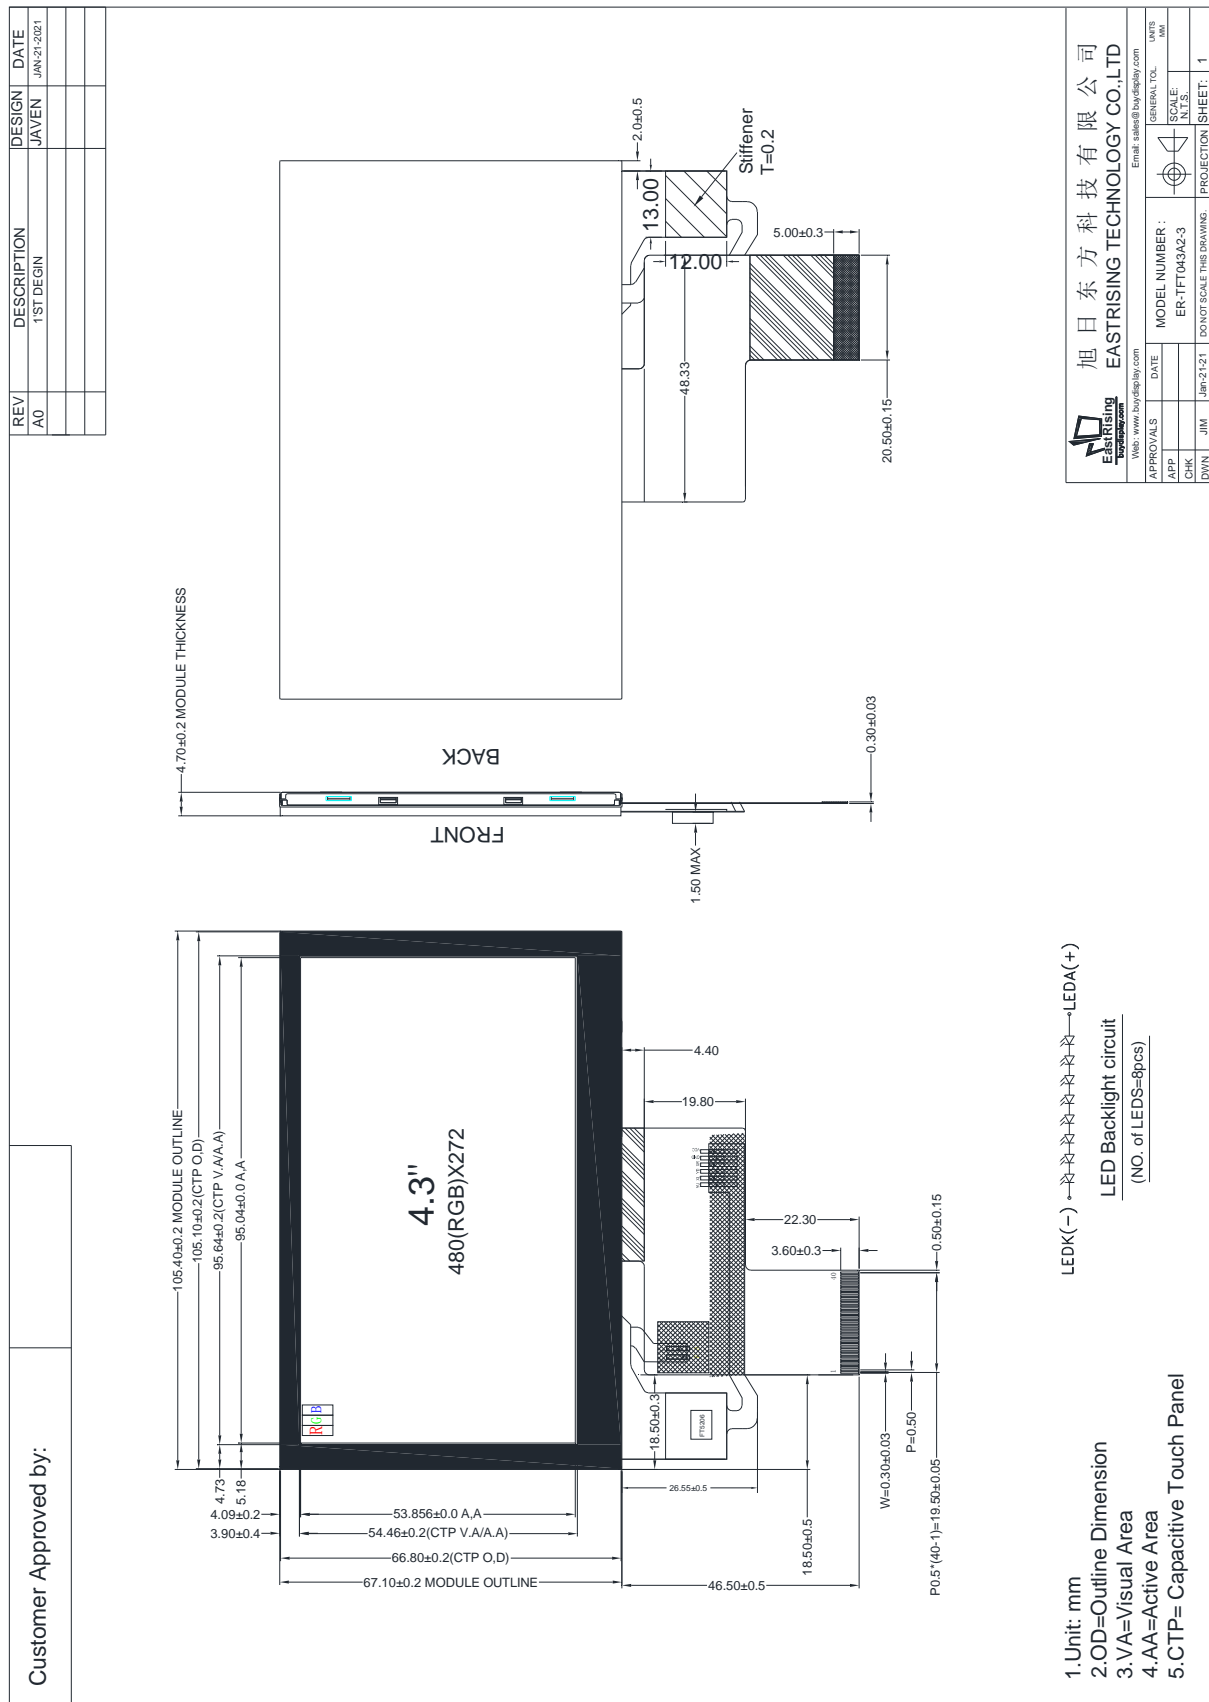 Customer Approved by:
REV DESCRIPTION DESIGN DATE
A0 1'ST DEGIN JAVEN JAN-21-2021
105.40±0.2 MODULE OUTLINE
105.10±0.2(CTP O,D)
95.64±0.2(CTP V.A/A.A)
95.04±0.0 A,A
4.73
5.18
4.09±0.2
3.90±0.4
53.856±0.0 A,A
54.46±0.2(CTP V.A/A.A)
66.80±0.2(CTP O,D)
67.10±0.2 MODULE OUTLINE
RGB
4.3"
480(RGB)X272
4.40
19.80
22.30
3.60±0.3
0.50±0.15
40
1
FT5206
18.50±0.3
26.55±0.5
18.50±0.5
46.50±0.5
W=0.30±0.03
P=0.50
P0.5*(40-1)=19.50±0.05
4.70±0.2 MODULE THICKNESS
FRONT
BACK
1.50 MAX
0.30±0.03
2.0±0.5
13.00
12.00
Stiffener
T=0.2
5.00±0.3
48.33
20.50±0.15
LEDK(-)
LEDA(+)
LED Backlight circuit
(NO. of LEDS=8pcs)
1.Unit: mm
2.OD=Outline Dimension
3.VA=Visual Area
4.AA=Active Area
5.CTP= Capacitive Touch Panel
EastRising
buydisplay.com
旭日东方科技有限公司
EASTRISING TECHNOLOGY CO.,LTD
Web: www.buydisplay.com
Email: sales@buydisplay.com
APPROVALS DATE
APP
CHK
DWN JIM Jan-21-21
MODEL NUMBER :
ER-TFT043A2-3
DO NOT SCALE THIS DRAWING.
GENERAL TOL.
UNITS
MM
SCALE:
N.T.S.
PROJECTION
SHEET: 1